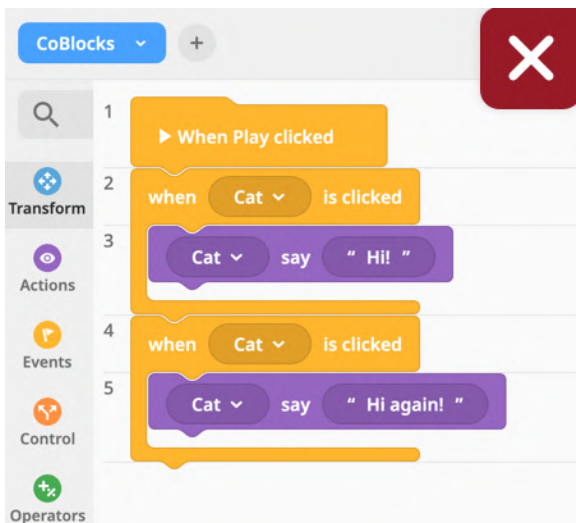 CoBlocks
+
1
When Play clicked
2
when Cat is clicked
Transform
3
Cat say “ Hi! ”
Actions
4
when Cat is clicked
Events
5
Cat say “ Hi again! ”
Control
Operators